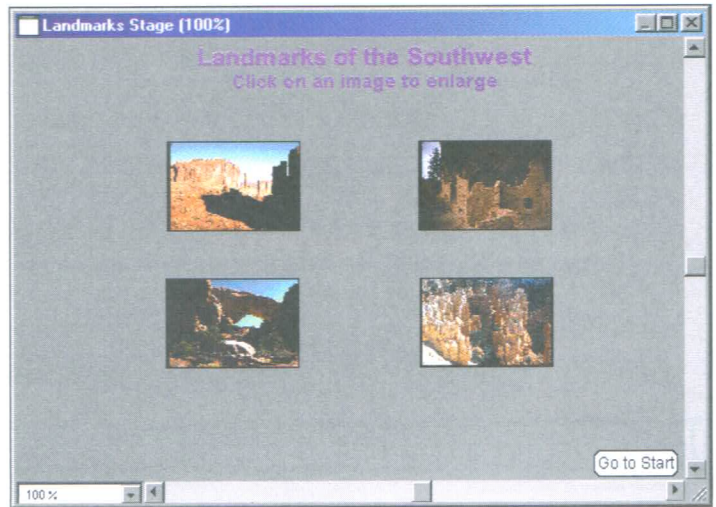 Landmarks Stage (100%)
Landmarks of the Southwest
Click on an image to enlarge
Go to Start
100 %